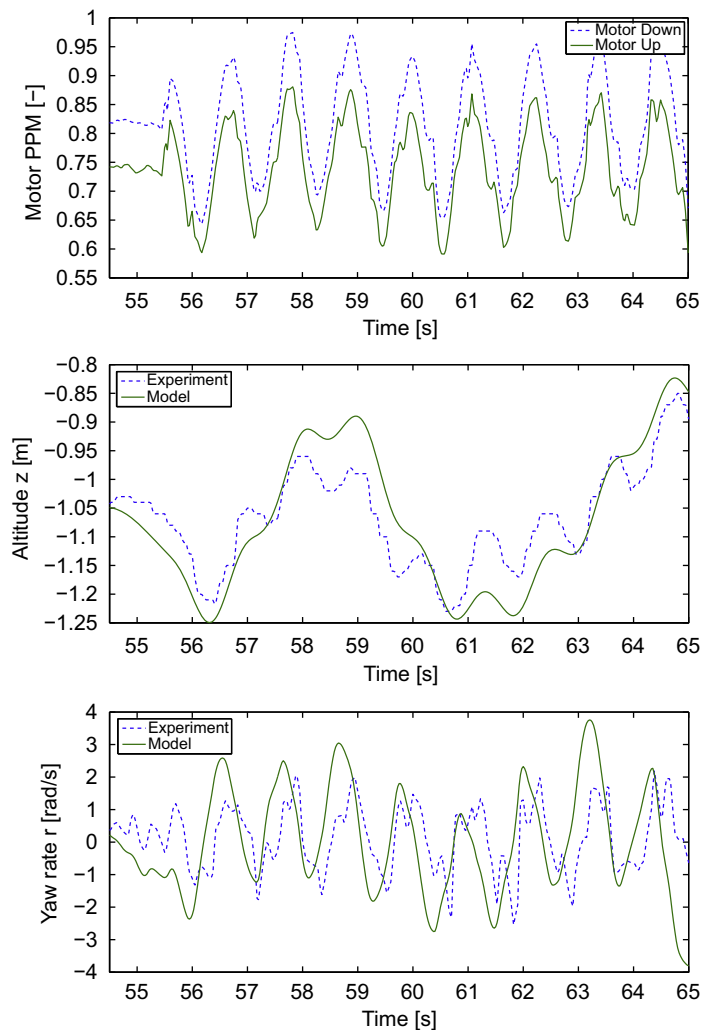 1
0.95
0.9
0.85
0.8
0.75
0.7
0.65
0.6
0.55
Motor PPM [−]
Motor Down
Motor Up
55 56 57 58 59 60 61 62 63 64 65
Time [s]
−0.8
−0.85
−0.9
−0.95
−1
−1.05
−1.1
−1.15
−1.2
−1.25
Altitude z [m]
Experiment
Model
55 56 57 58 59 60 61 62 63 64 65
Time [s]
4
3
2
1
0
−1
−2
−3
−4
Yaw rate r [rad/s]
Experiment
Model
55 56 57 58 59 60 61 62 63 64 65
Time [s]